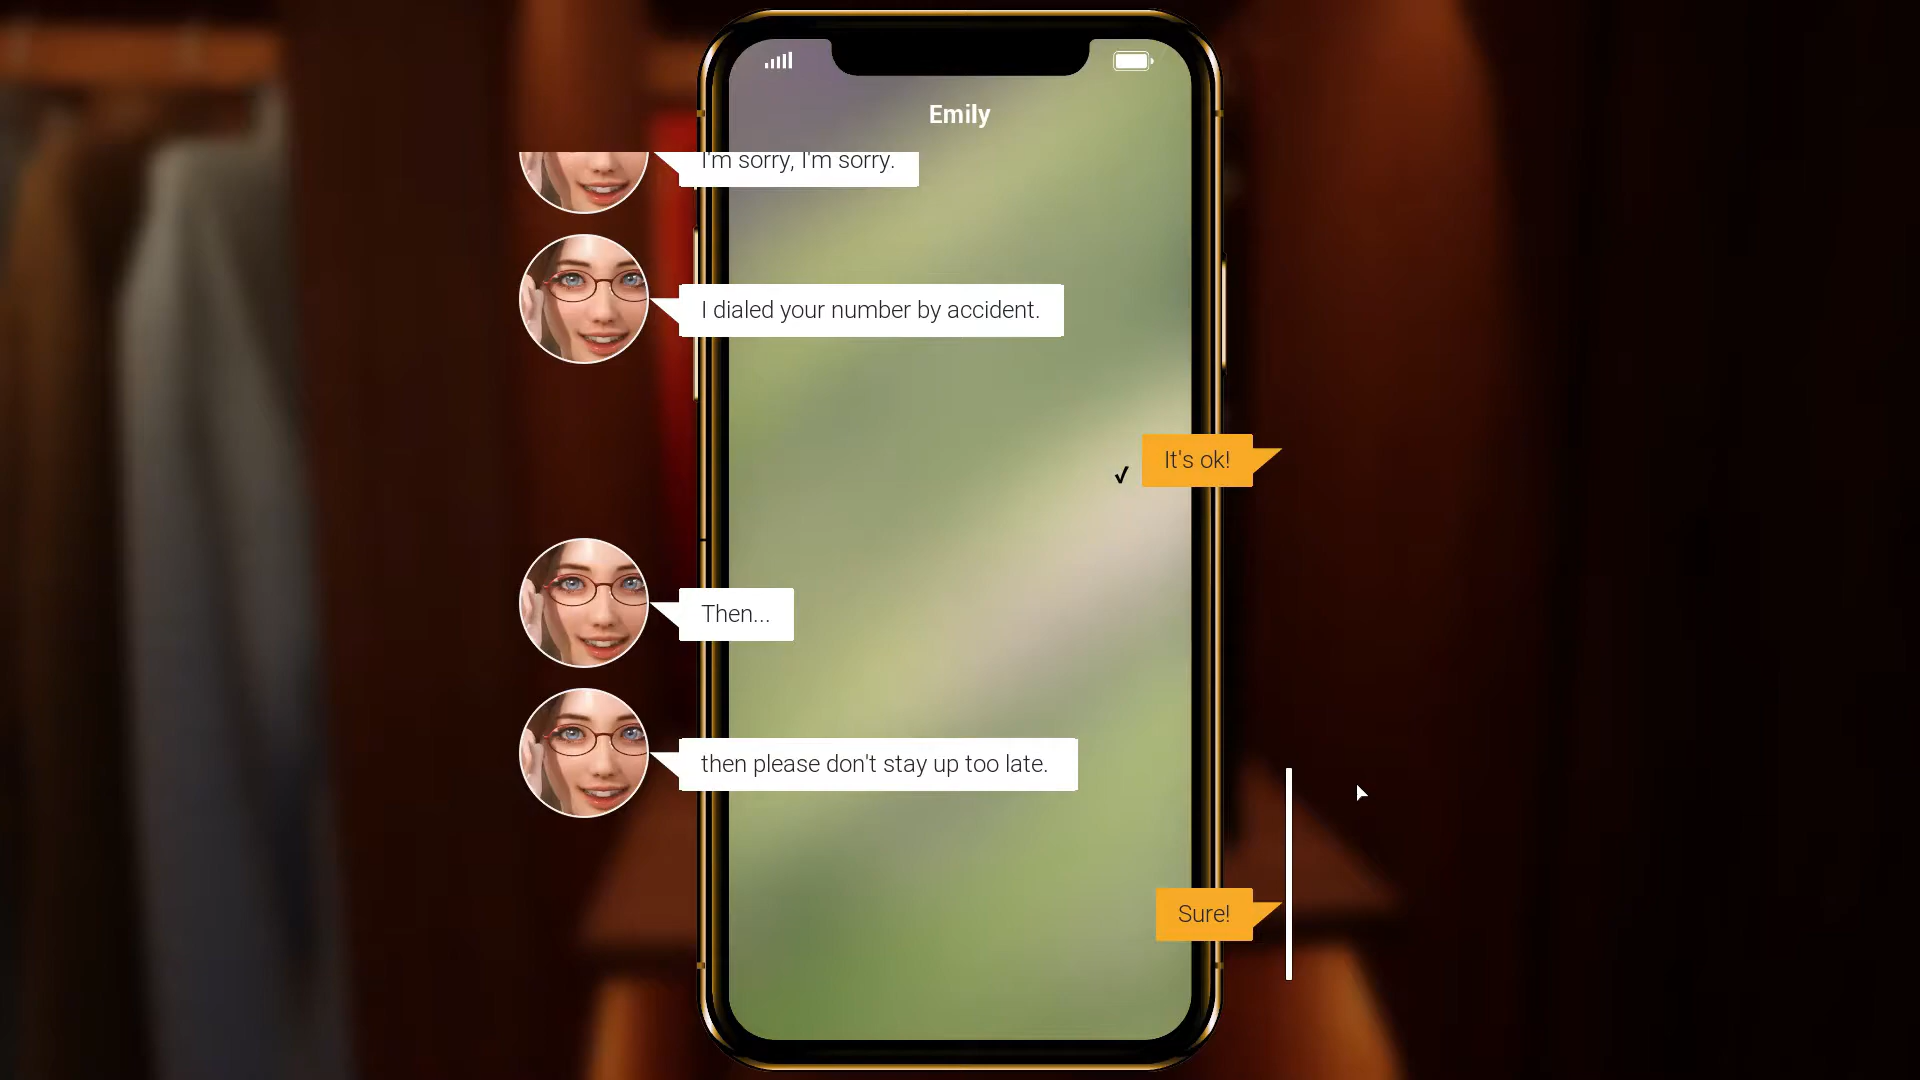 Emily
I'm sorry, I'm sorry.
I dialed your number by accident.
It's ok!
Then...
then please don't stay up too late.
Sure!